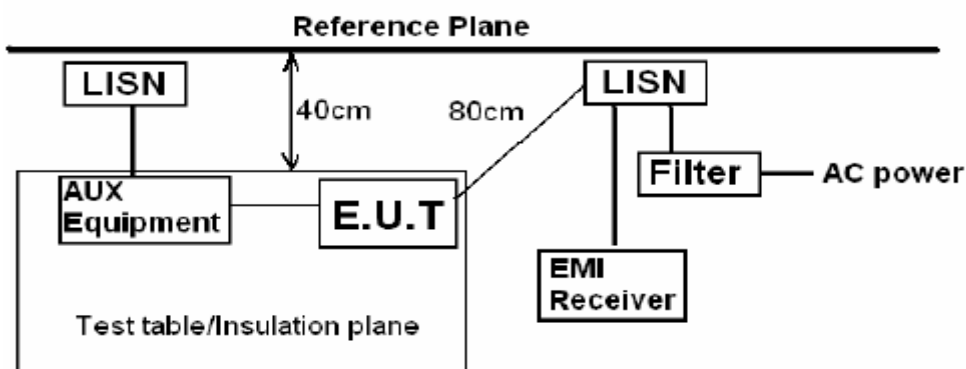 Reference Plane
LISN
40cm
80cm
LISN
Filter
AC power
AUX
Equipment
E.U.T
EMI
Receiver
Test table/Insulation plane